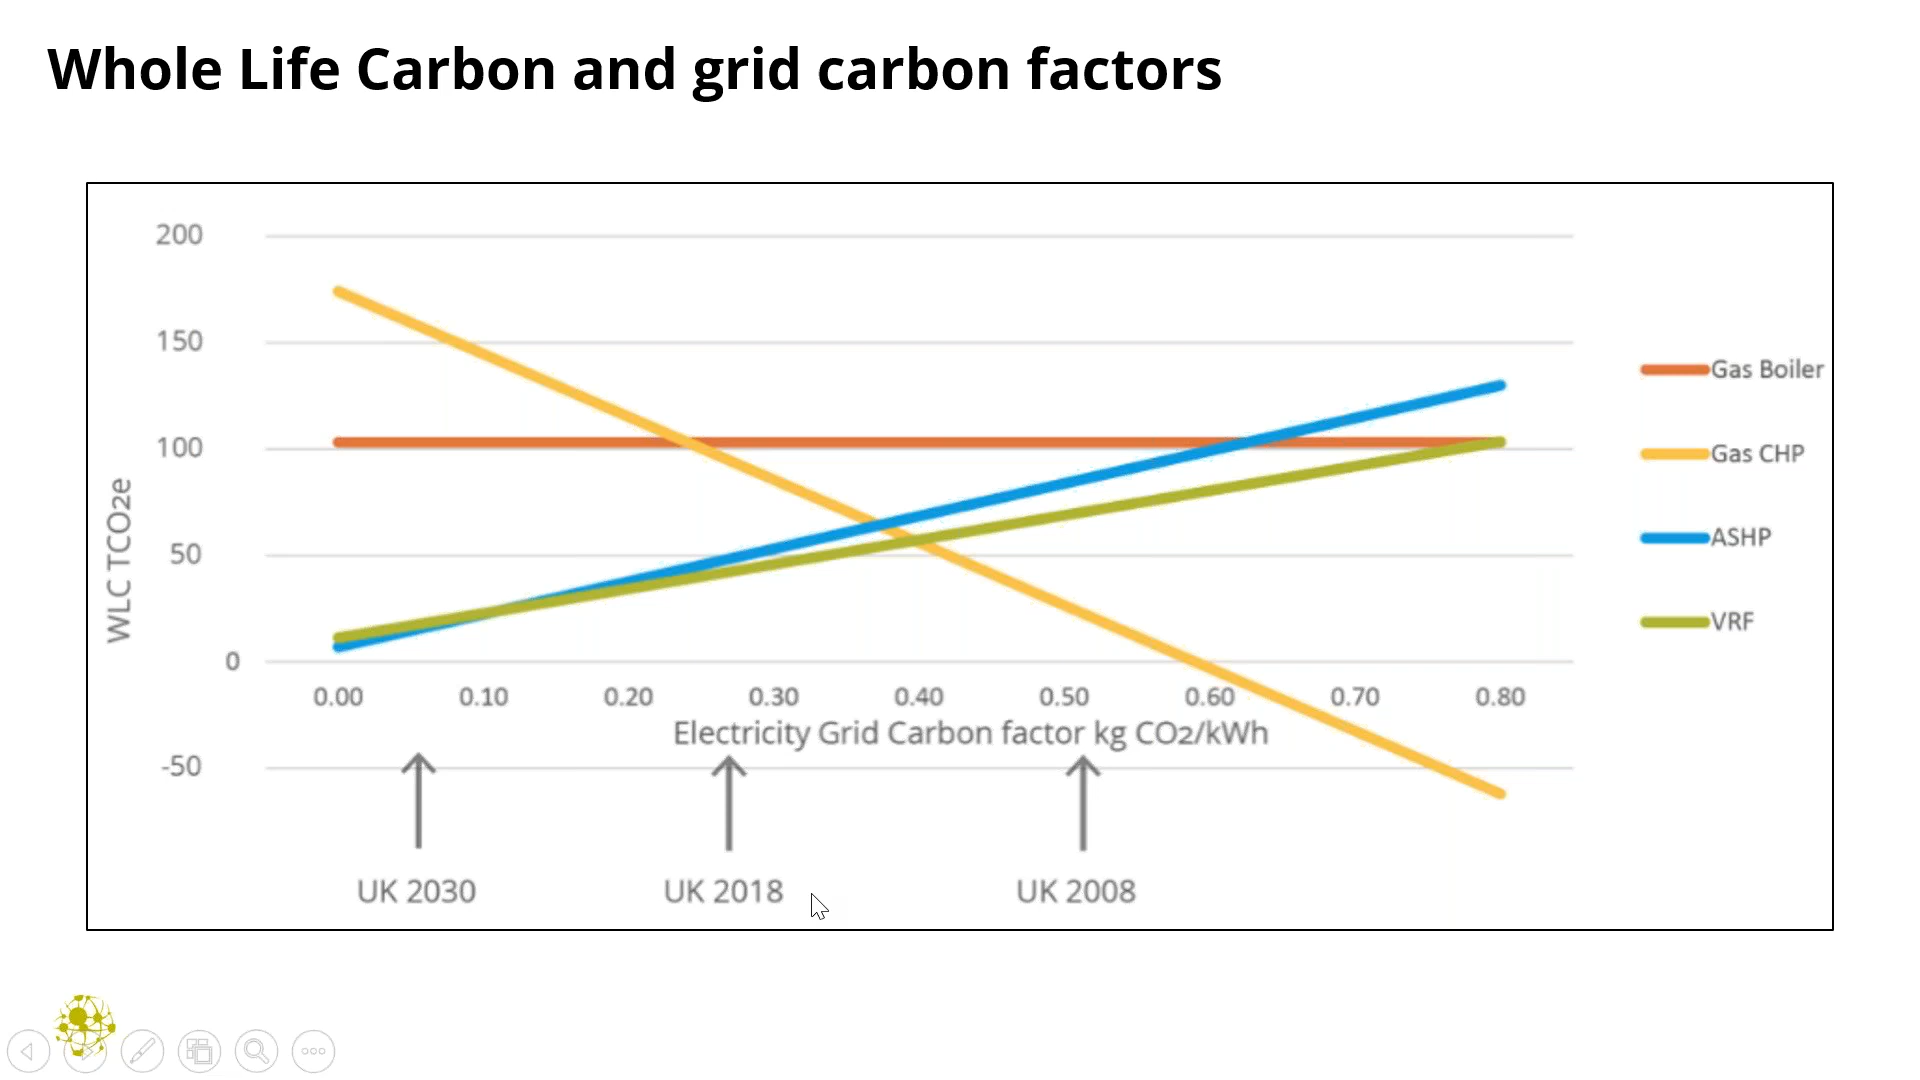 Whole Life Carbon and grid carbon factors
200
150
100
50
0
-50
WLC TCO2e
0.00 0.10 0.20 0.30 0.40 0.50 0.60 0.70 0.80
Electricity Grid Carbon factor kg CO2/kWh
UK 2030 UK 2018 UK 2008
Gas Boiler
Gas CHP
ASHP
VRF